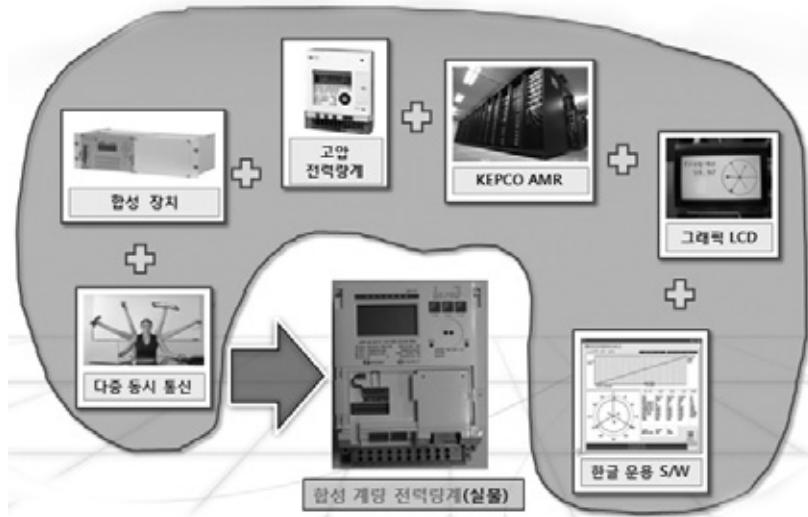 고압
전력량계
KEPCO AMR
합성 장치
그래픽 LCD
다중 동시 통신
한글 운용 S/W
합성 계량 전력량계(실물)